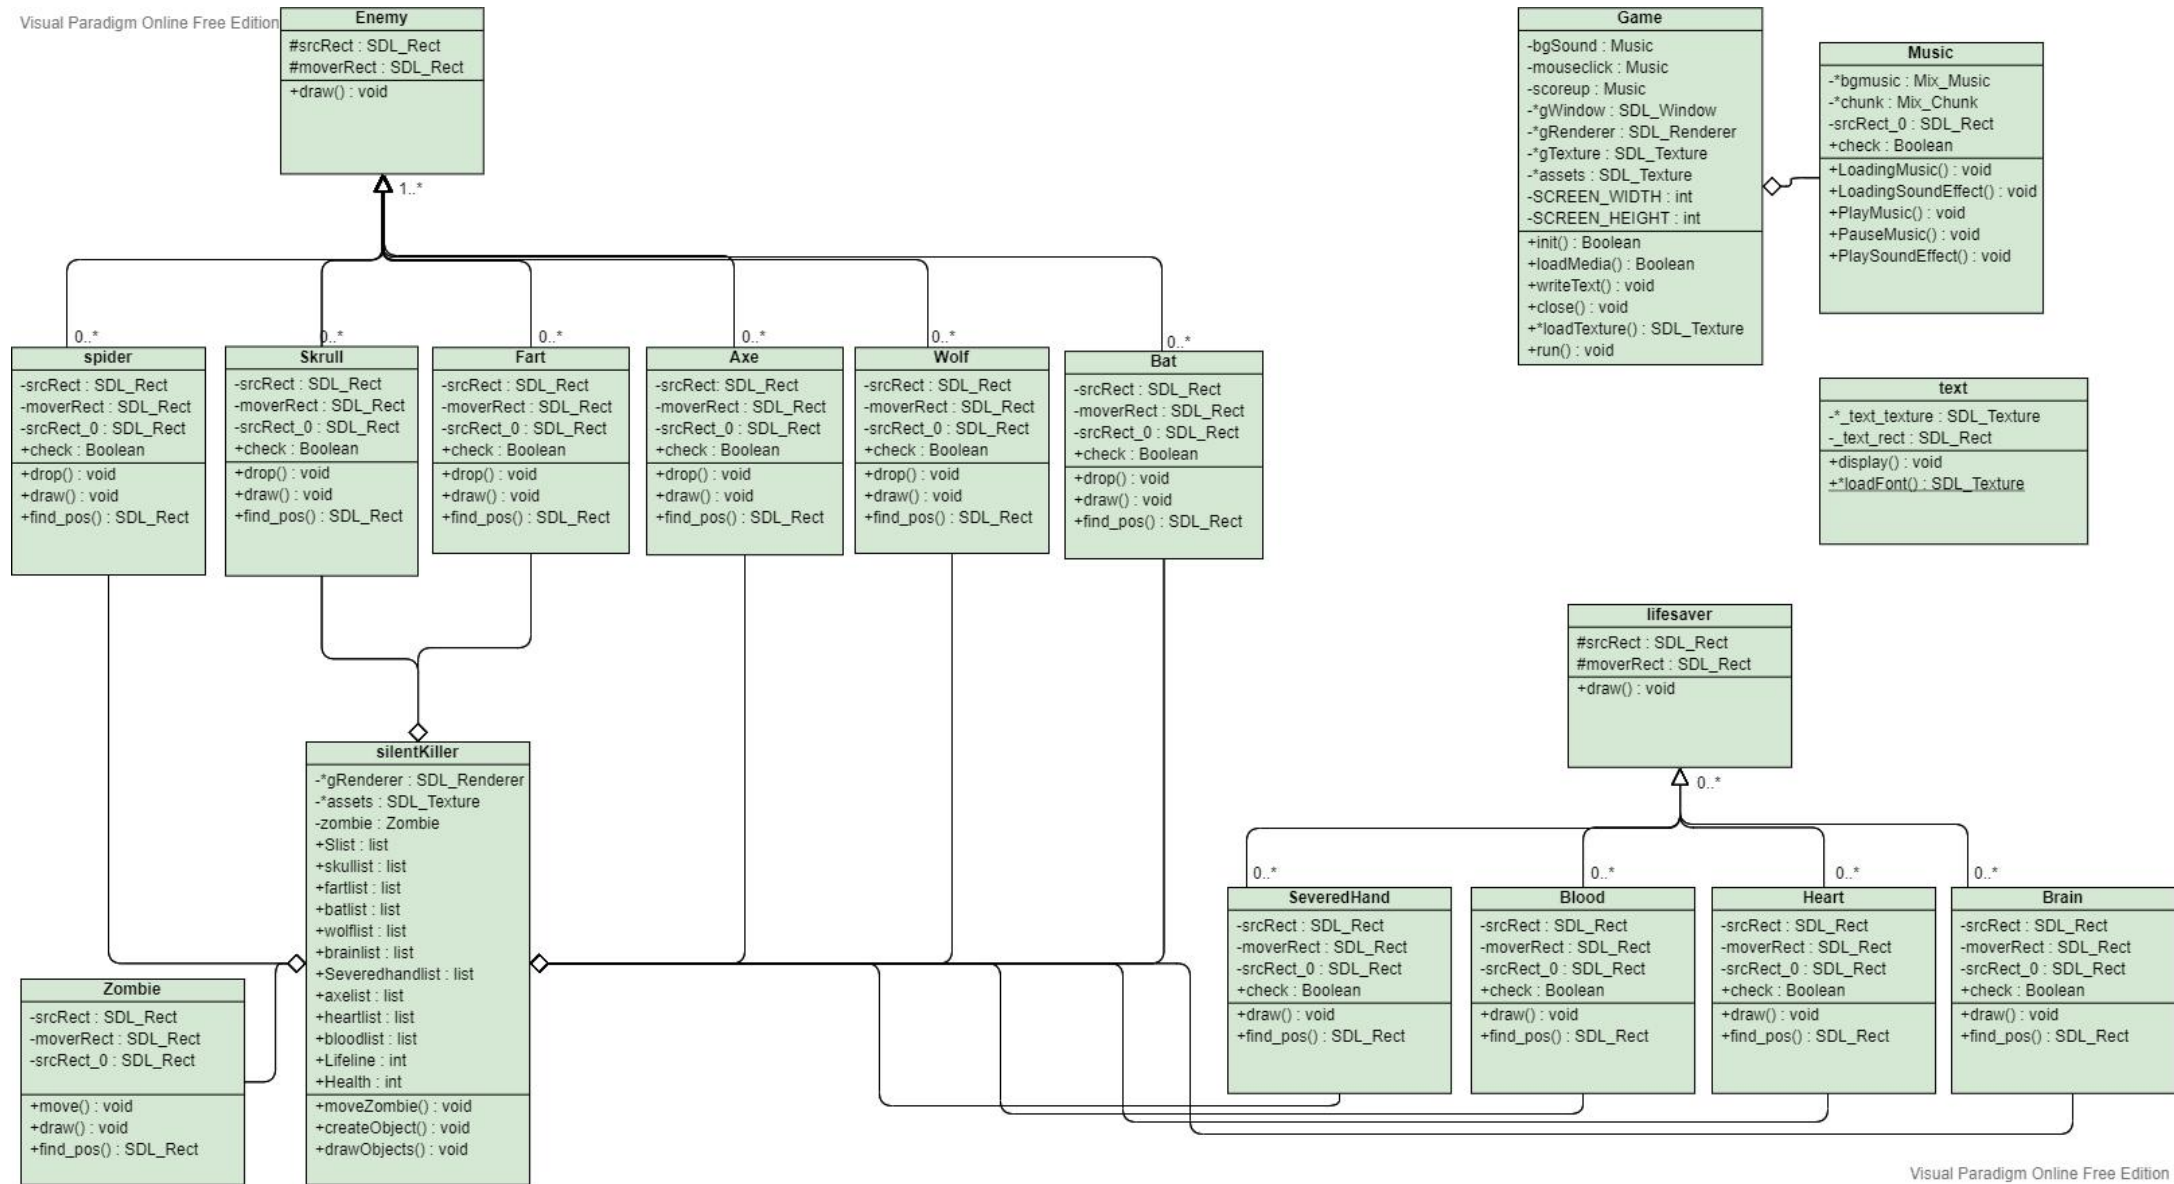 Visual Paradigm Online Free Edition
Enemy
#srcRect : SDL_Rect
#moverRect : SDL_Rect
+draw() : void
1..*
Game
-bgSound : Music
-mouseclick : Music
-scoreup : Music
-*gWindow : SDL_Window
-*gRenderer : SDL_Renderer
-*gTexture : SDL_Texture
-*assets : SDL_Texture
-SCREEN_WIDTH : int
-SCREEN_HEIGHT : int
+init() : Boolean
+loadMedia() : Boolean
+writeText() : void
+close() : void
+*loadTexture() : SDL_Texture
+run() : void
Music
-*bgmusic : Mix_Music
-*chunk : Mix_Chunk
-srcRect_0 : SDL_Rect
+check : Boolean
+LoadingMusic() : void
+LoadingSoundEffect() : void
+PlayMusic() : void
+PauseMusic() : void
+PlaySoundEffect() : void
0..*
spider
-srcRect : SDL_Rect
-moverRect : SDL_Rect
-srcRect_0 : SDL_Rect
+check : Boolean
+drop() : void
+draw() : void
+find_pos() : SDL_Rect
0..*
Skrull
-srcRect : SDL_Rect
-moverRect : SDL_Rect
-srcRect_0 : SDL_Rect
+check : Boolean
+drop() : void
+draw() : void
+find_pos() : SDL_Rect
0..*
Fart
-srcRect : SDL_Rect
-moverRect : SDL_Rect
-srcRect_0 : SDL_Rect
+check : Boolean
+drop() : void
+draw() : void
+find_pos() : SDL_Rect
0..*
Axe
-srcRect: SDL_Rect
-moverRect : SDL_Rect
-srcRect_0 : SDL_Rect
+check : Boolean
+drop() : void
+draw() : void
+find_pos() : SDL_Rect
0..*
Wolf
-srcRect : SDL_Rect
-moverRect : SDL_Rect
-srcRect_0 : SDL_Rect
+check : Boolean
+drop() : void
+draw() : void
+find_pos() : SDL_Rect
0..*
Bat
-srcRect : SDL_Rect
-moverRect : SDL_Rect
-srcRect_0 : SDL_Rect
+check : Boolean
+drop() : void
+draw() : void
+find_pos() : SDL_Rect
text
-*_text_texture : SDL_Texture
-_text_rect : SDL_Rect
+display() : void
+*loadFont() : SDL_Texture
lifesaver
#srcRect : SDL_Rect
#moverRect : SDL_Rect
+draw() : void
0..*
silentKiller
-*gRenderer : SDL_Renderer
-*assets : SDL_Texture
-zombie : Zombie
+Slist : list
+skullist : list
+fartlist : list
+batlist : list
+wolflist : list
+brainlist : list
+Severedhandlist : list
+axelist : list
+heartlist : list
+bloodlist : list
+Lifeline : int
+Health : int
+moveZombie() : void
+createObject() : void
+drawObjects() : void
Zombie
-srcRect : SDL_Rect
-moverRect : SDL_Rect
-srcRect_0 : SDL_Rect
+move() : void
+draw() : void
+find_pos() : SDL_Rect
0..*
SeveredHand
-srcRect : SDL_Rect
-moverRect : SDL_Rect
-srcRect_0 : SDL_Rect
+check : Boolean
+draw() : void
+find_pos() : SDL_Rect
0..*
Blood
-srcRect : SDL_Rect
-moverRect : SDL_Rect
-srcRect_0 : SDL_Rect
+check : Boolean
+draw() : void
+find_pos() : SDL_Rect
0..*
Heart
-srcRect : SDL_Rect
-moverRect : SDL_Rect
-srcRect_0 : SDL_Rect
+check : Boolean
+draw() : void
+find_pos() : SDL_Rect
0..*
Brain
-srcRect : SDL_Rect
-moverRect : SDL_Rect
-srcRect_0 : SDL_Rect
+check : Boolean
+draw() : void
+find_pos() : SDL_Rect
Visual Paradigm Online Free Edition